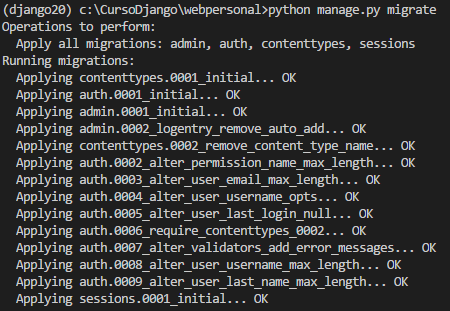 (django20) c:\CursoDjango\webpersonal>python manage.py migrate
Operations to perform:
  Apply all migrations: admin, auth, contenttypes, sessions
Running migrations:
  Applying contenttypes.0001_initial... OK
  Applying auth.0001_initial... OK
  Applying admin.0001_initial... OK
  Applying admin.0002_logentry_remove_auto_add... OK
  Applying contenttypes.0002_remove_content_type_name... OK
  Applying auth.0002_alter_permission_name_max_length... OK
  Applying auth.0003_alter_user_email_max_length... OK
  Applying auth.0004_alter_user_username_opts... OK
  Applying auth.0005_alter_user_last_login_null... OK
  Applying auth.0006_require_contenttypes_0002... OK
  Applying auth.0007_alter_validators_add_error_messages... OK
  Applying auth.0008_alter_user_username_max_length... OK
  Applying auth.0009_alter_user_last_name_max_length... OK
  Applying sessions.0001_initial... OK